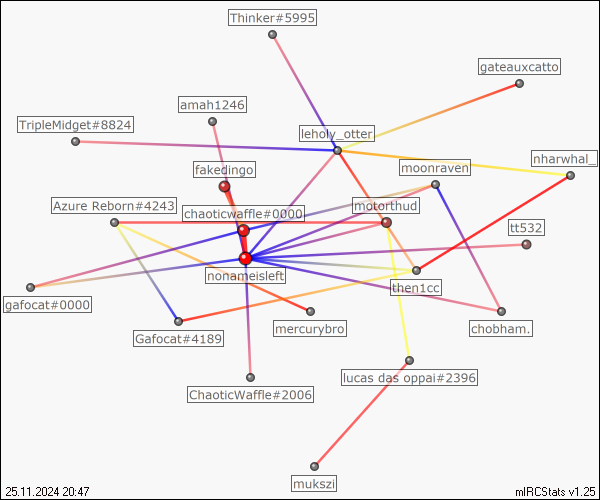 Thinker#5995
gateauxcatto
amah1246
TripleMidget#8824
leholy_otter
nharwhal_
fakedingo
moonraven
Azure Reborn#4243
chaoticwaffle#0000
motorihud
tt532
nonameisleft
then1cc
gafocat#0000
Gafocat#4189
mercurybro
chobham.
lucas das oppai#2396
ChaoticWaffle#2006
mukszi
25.11.2024 20:47
mIRCStats v1.25